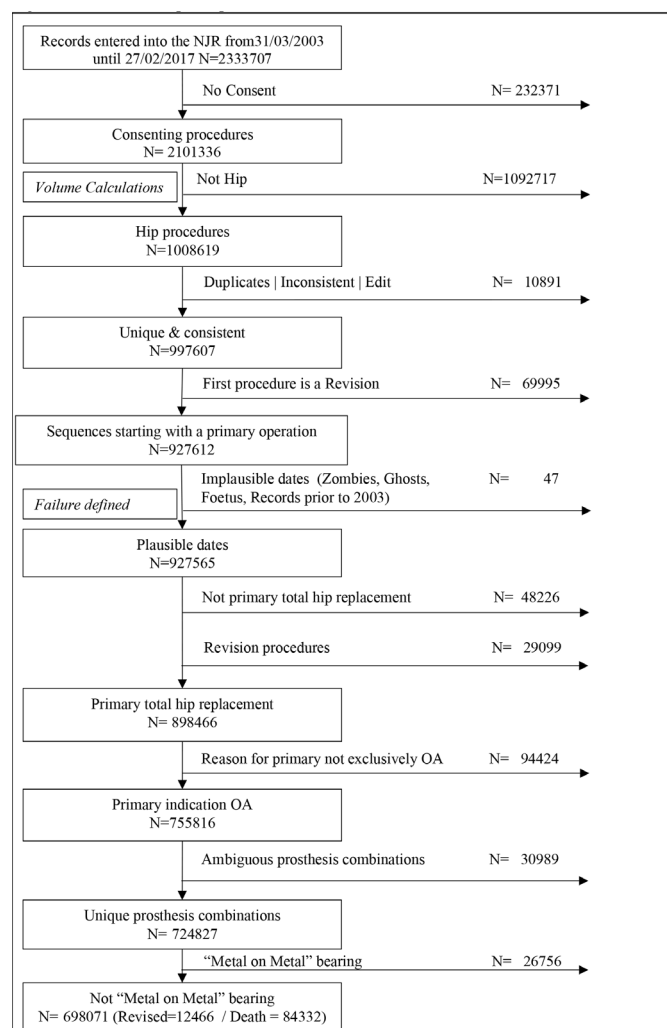 Records entered into the NJR from31/03/2003
until 27/02/2017 N=2333707
No Consent N= 232371
Consenting procedures
N= 2101336
Volume Calculations
Not Hip N=1092717
Hip procedures
N=1008619
Duplicates | Inconsistent | Edit N= 10891
Unique & consistent
N=997607
First procedure is a Revision N= 69995
Sequences starting with a primary operation
N=927612
Implausible dates (Zombies, Ghosts, N= 47
Foetus, Records prior to 2003)
Failure defined
Plausible dates
N=927565
Not primary total hip replacement N= 48226
Revision procedures N= 29099
Primary total hip replacement
N= 898466
Reason for primary not exclusively OA N= 94424
Primary indication OA
N=755816
Ambiguous prosthesis combinations N= 30989
Unique prosthesis combinations
N= 724827
“Metal on Metal” bearing N= 26756
Not “Metal on Metal” bearing
N= 698071 (Revised=12466 / Death = 84332)